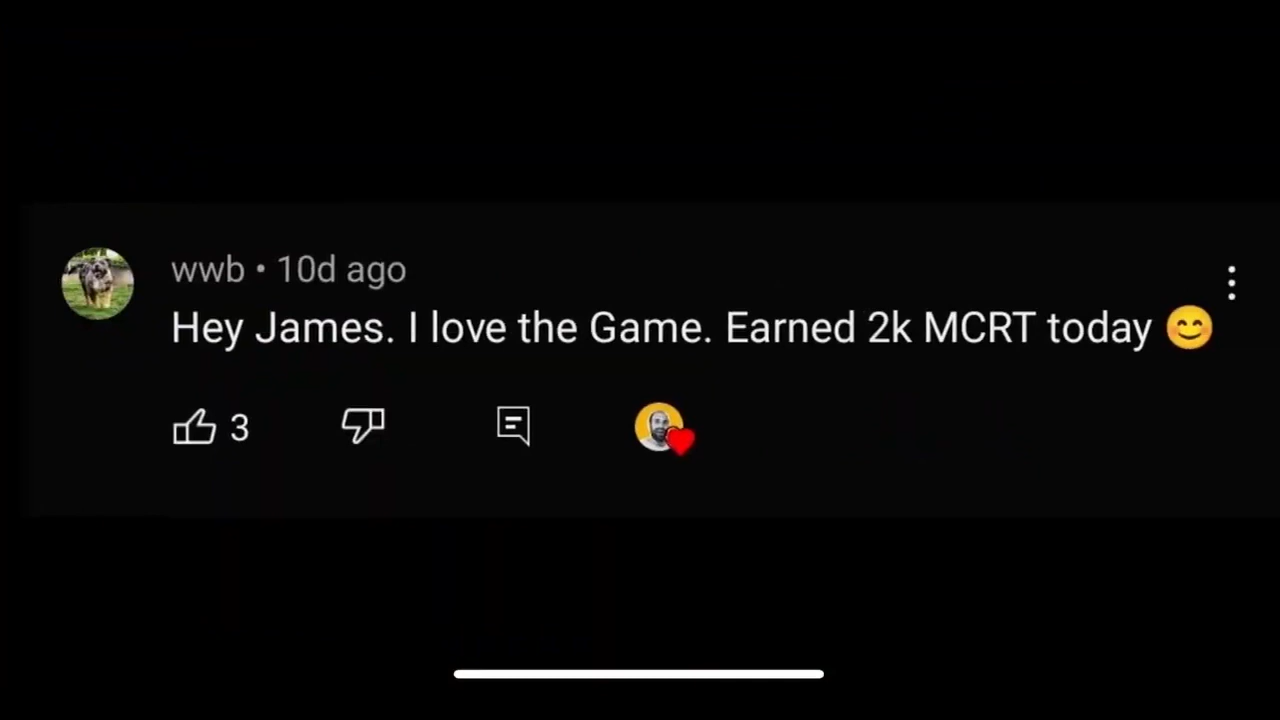 wwb • 10d ago
Hey James. I love the Game. Earned 2k MCRT today 😊
3